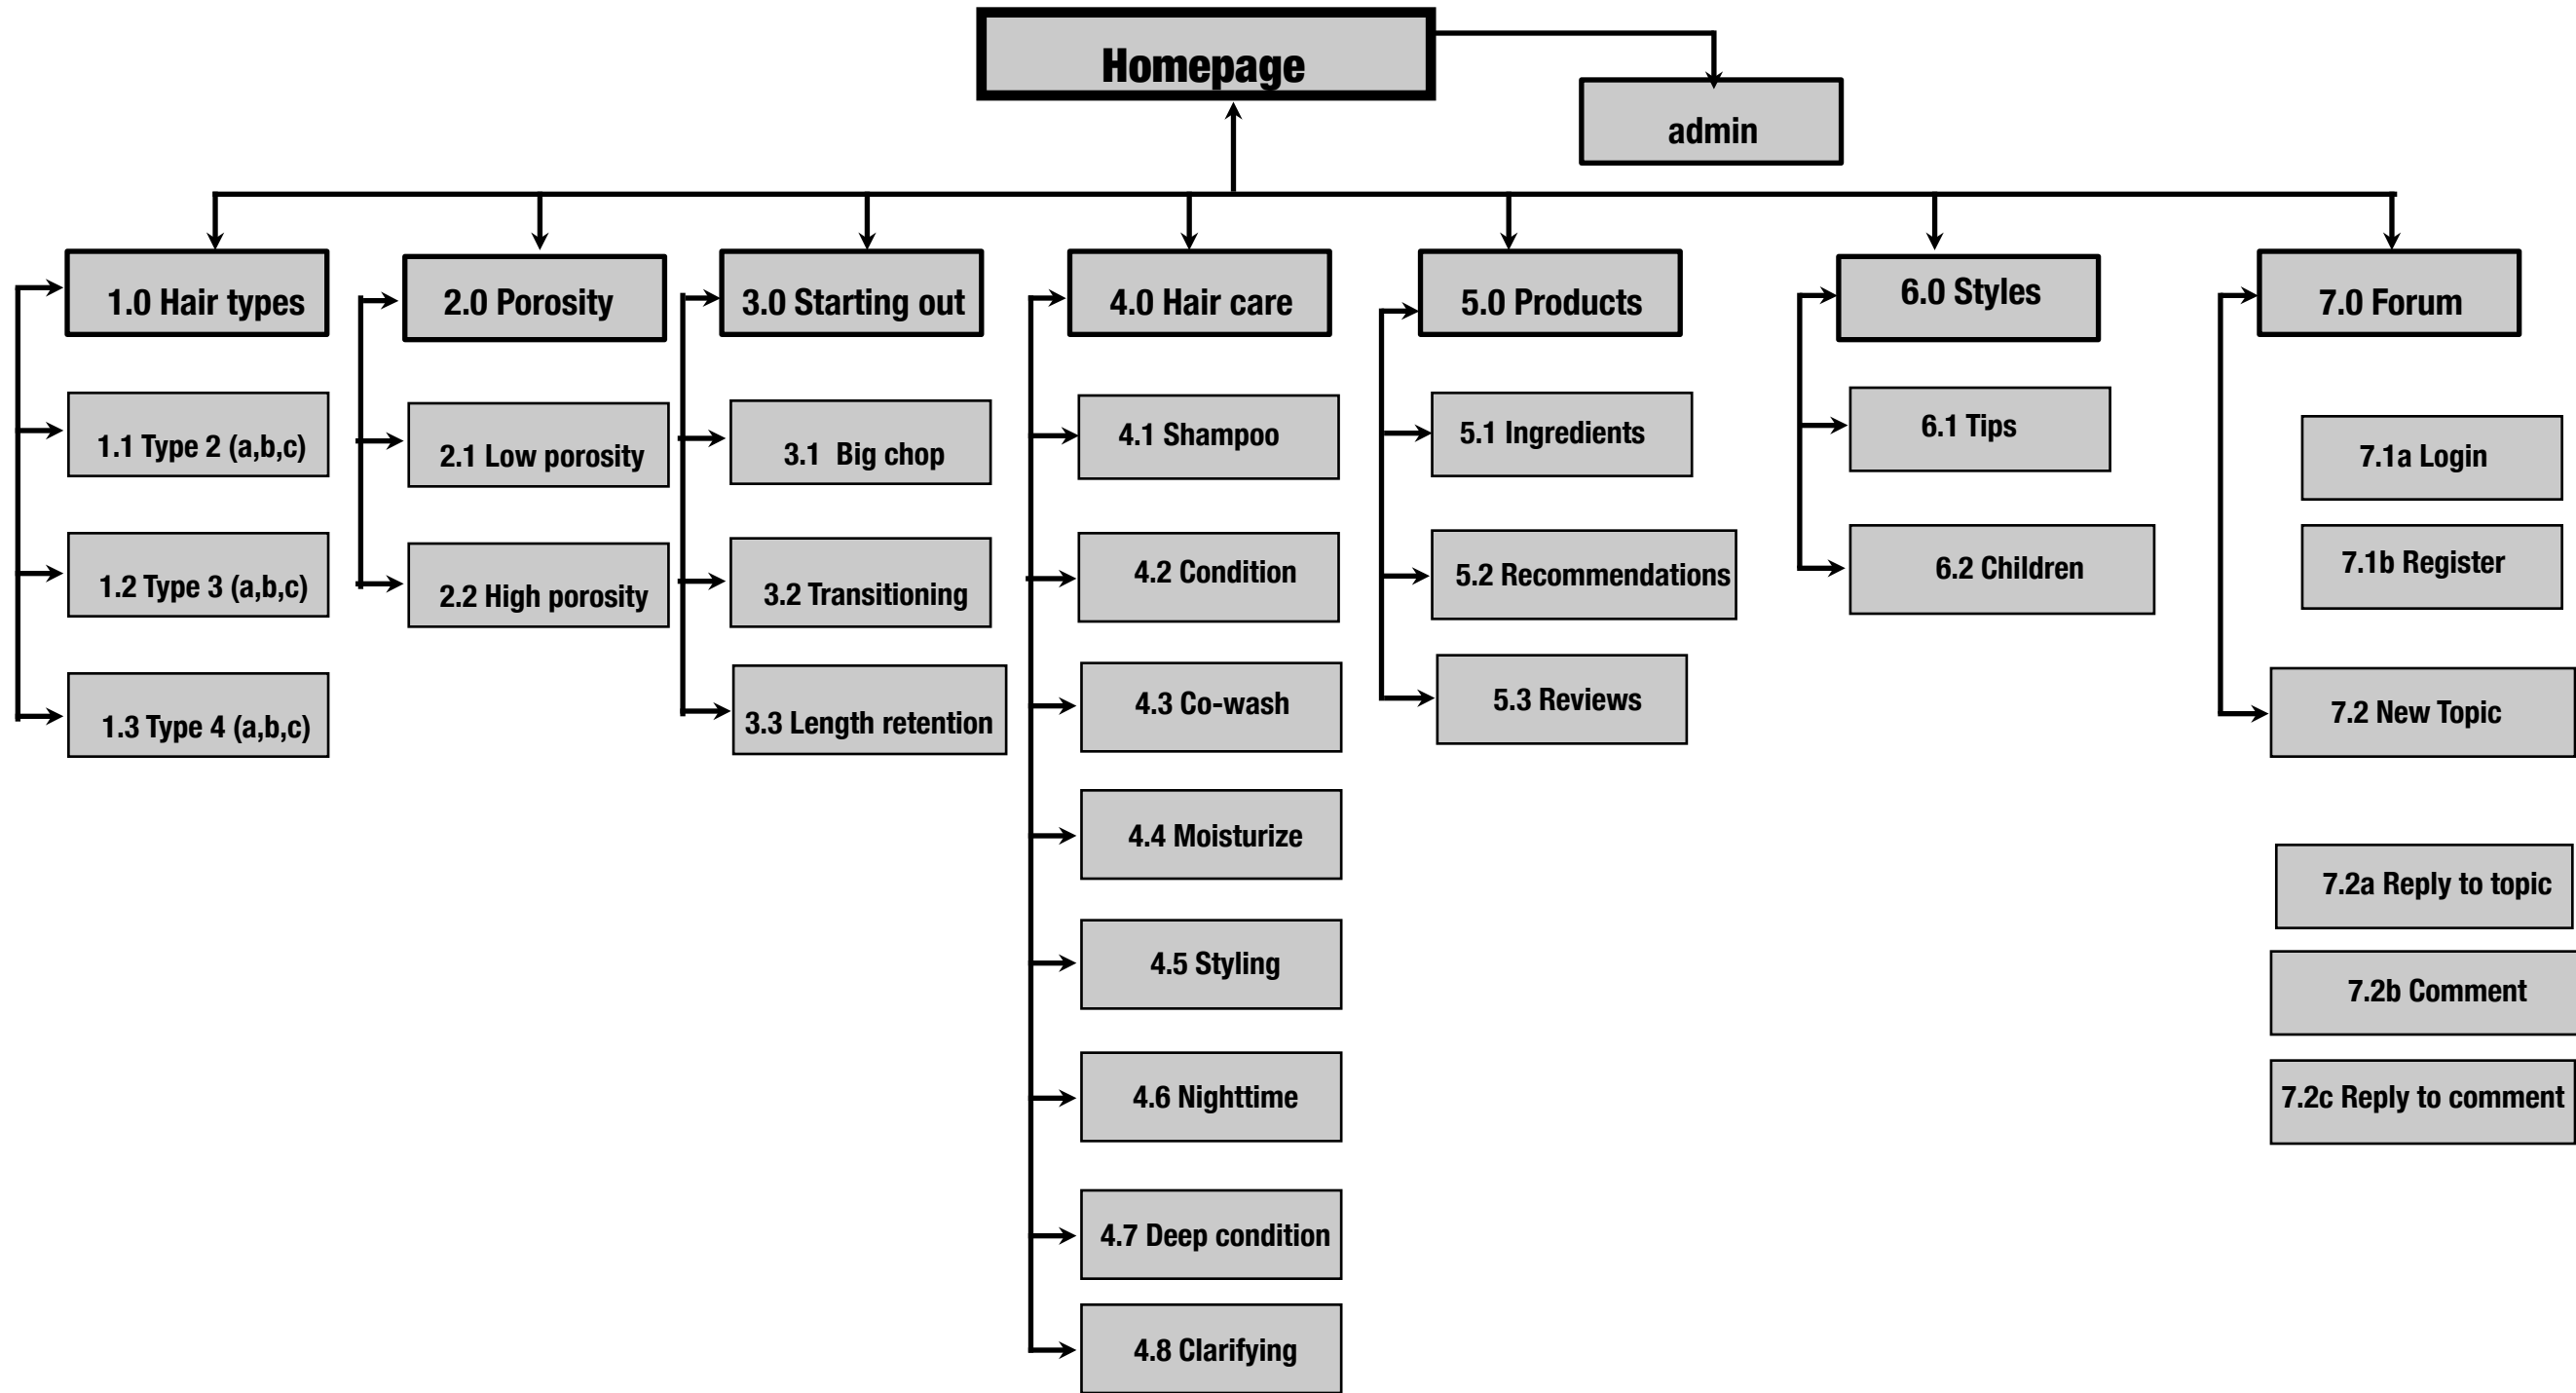 Homepage
admin
1.0 Hair types
2.0 Porosity
3.0 Starting out
4.0 Hair care
5.0 Products
6.0 Styles
7.0 Forum
1.1 Type 2 (a,b,c)
1.2 Type 3 (a,b,c)
1.3 Type 4 (a,b,c)
2.1 Low porosity
2.2 High porosity
3.1 Big chop
3.2 Transitioning
3.3 Length retention
4.1 Shampoo
4.2 Condition
4.3 Co-wash
4.4 Moisturize
4.5 Styling
4.6 Nighttime
4.7 Deep condition
4.8 Clarifying
5.1 Ingredients
5.2 Recommendations
5.3 Reviews
6.1 Tips
6.2 Children
7.1a Login
7.1b Register
7.2 New Topic
7.2a Reply to topic
7.2b Comment
7.2c Reply to comment